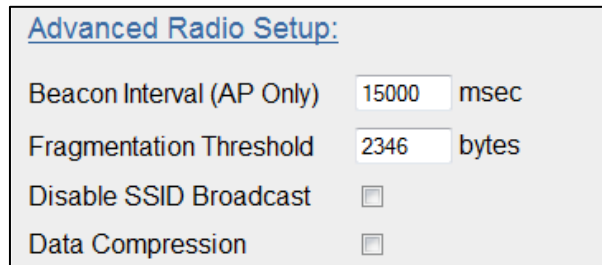 Advanced Radio Setup:
Beacon Interval (AP Only) 15000 msec
Fragmentation Threshold 2346 bytes
Disable SSID Broadcast
Data Compression